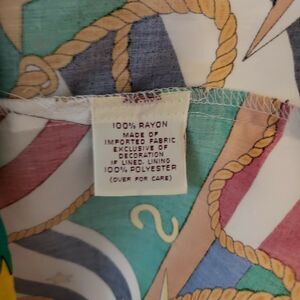 100% RAYON
MADE OF
IMPORTED FABRIC
EXCLUSIVE OF
DECORATION
IF LINED, LINING
100% POLYESTER
(OVER FOR CARE)
S